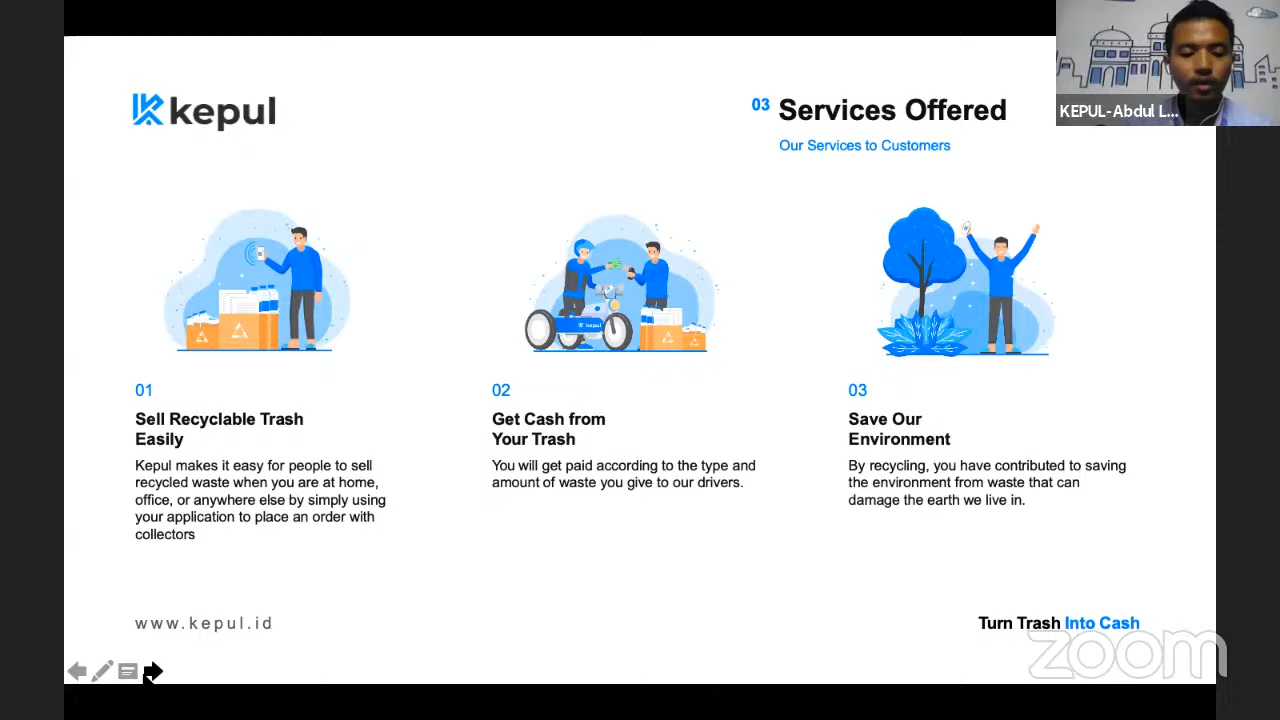 kepul
03 Services Offered
Our Services to Customers
KEPUL-Abdul L...
kepul
01
Sell Recyclable Trash
Easily
Kepul makes it easy for people to sell
recycled waste when you are at home,
office, or anywhere else by simply using
your application to place an order with
collectors
02
Get Cash from
Your Trash
You will get paid according to the type and
amount of waste you give to our drivers.
03
Save Our
Environment
By recycling, you have contributed to saving
the environment from waste that can
damage the earth we live in.
www.kepul.id
Turn Trash Into Cash
zoom